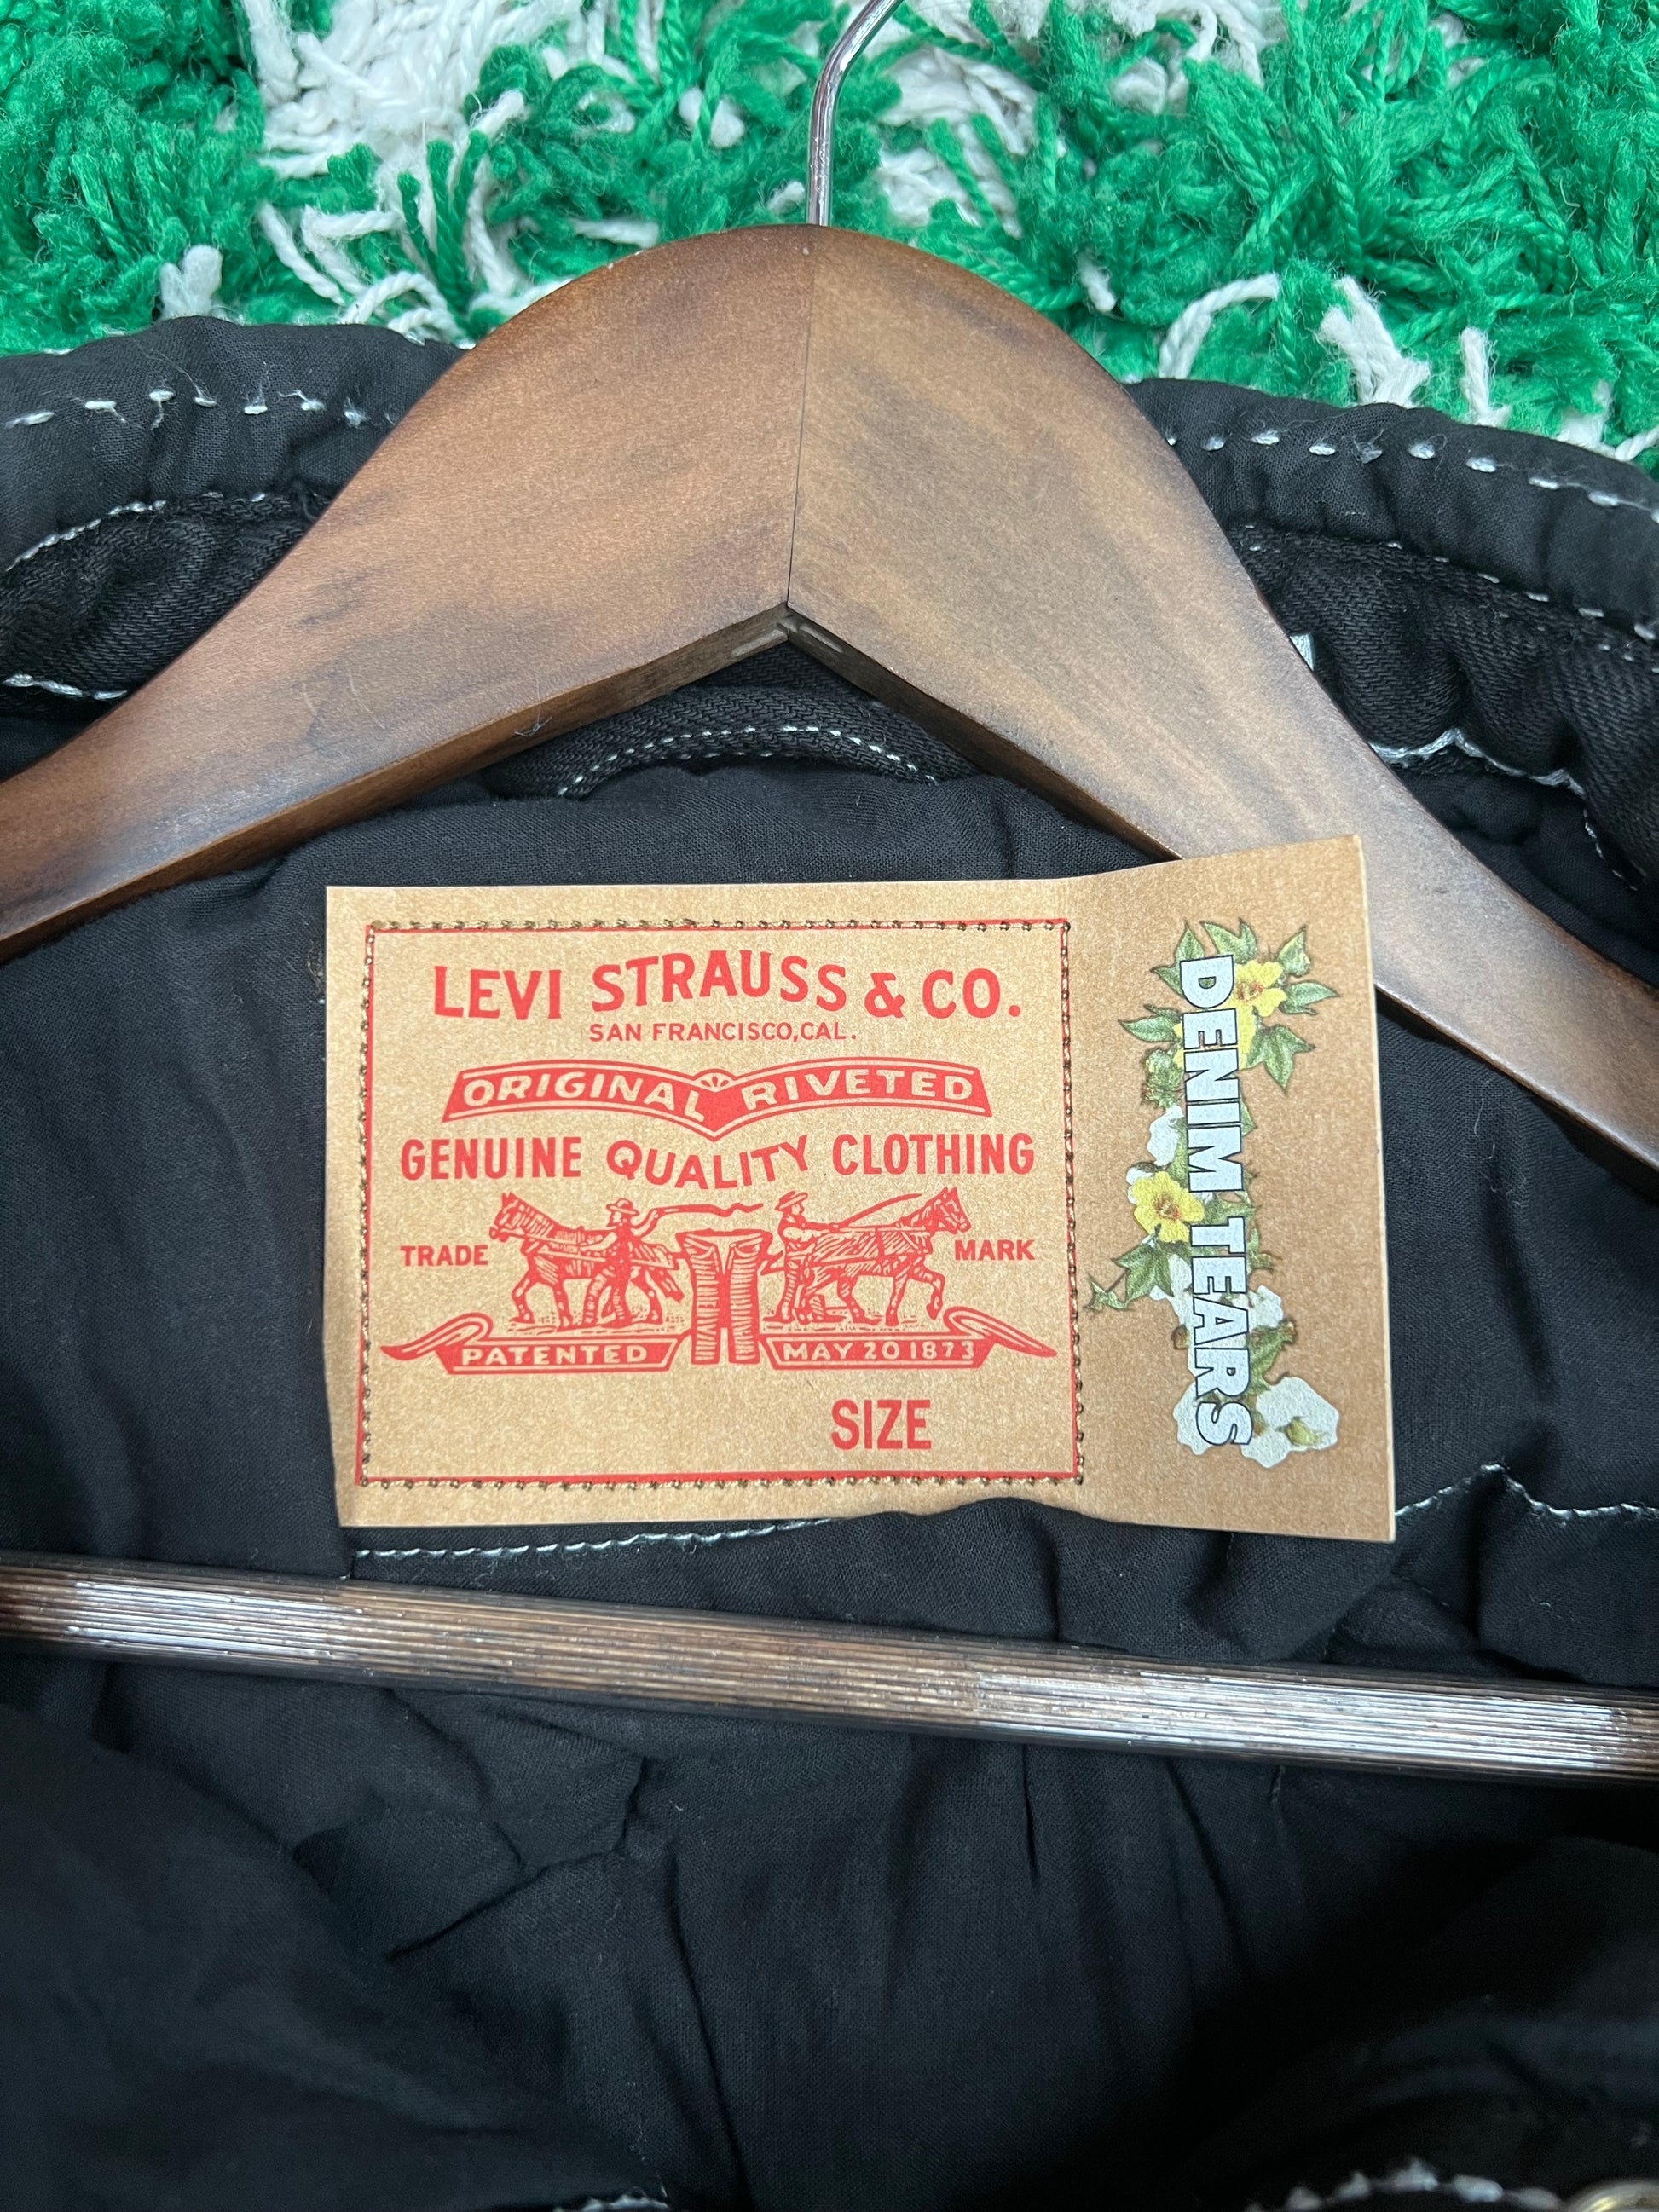 LEVI STRAUSS & CO.
SAN FRANCISCO, CAL.
ORIGINAL RIVETED
GENUINE QUALITY CLOTHING
TRADE MARK
PATENTED MAY 20 1873
SIZE
DENIM TEARS